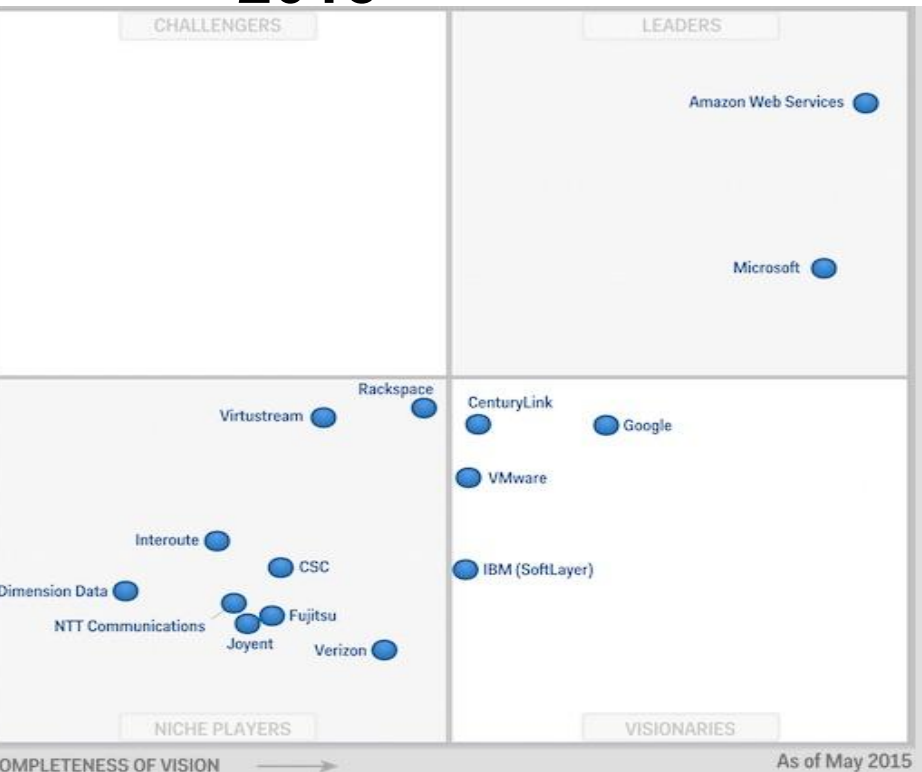 2015
CHALLENGERS
LEADERS
Amazon Web Services
Microsoft
Rackspace
Virtustream
CenturyLink
Google
VMware
Interoute
CSC
IBM (SoftLayer)
Dimension Data
NTT Communications
Fujitsu
Joyent
Verizon
NICHE PLAYERS
VISIONARIES
OMPLETENESS OF VISION
As of May 2015